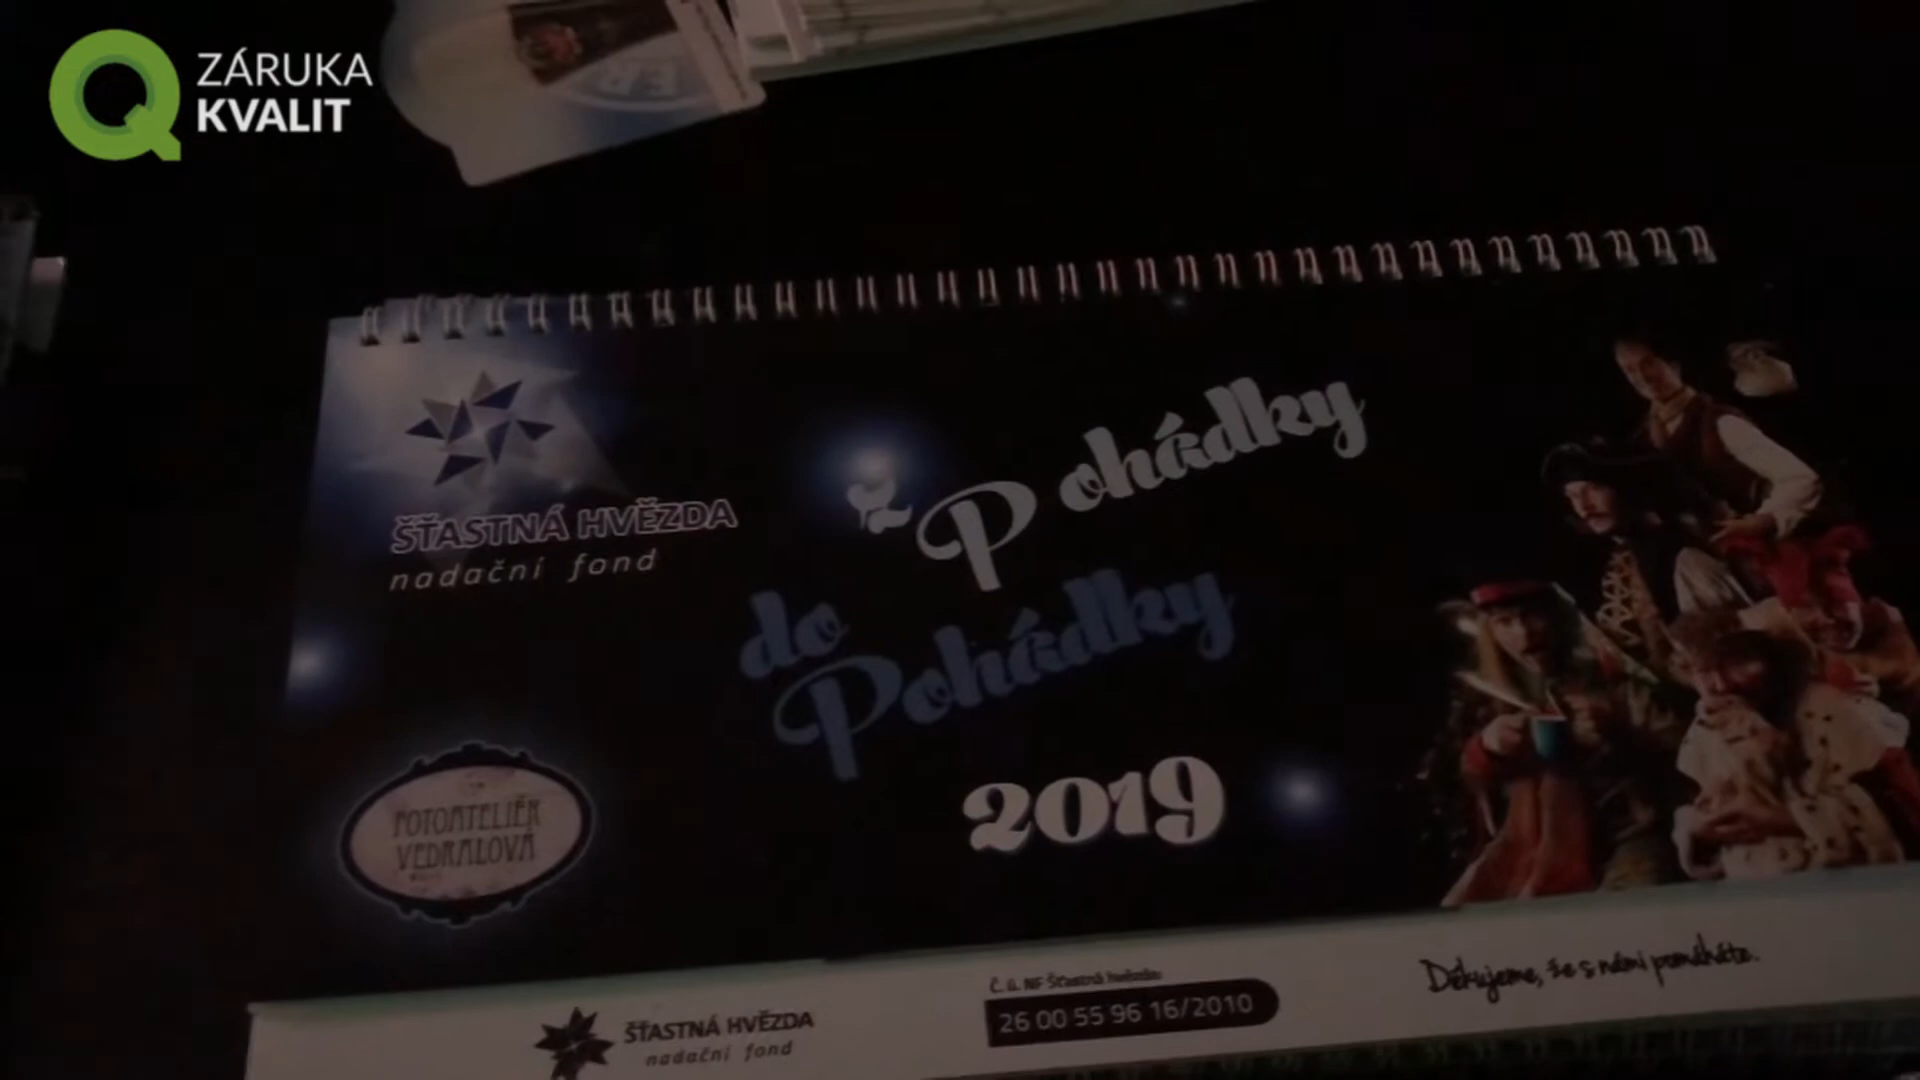 ZÁRUKA
KVALIT
ŠŤASTNÁ HVĚZDA
nadační fond
z Pohádky
do
Pohádky
2019
FOTOATELIÉR
VEDRALOVÁ
ŠŤASTNÁ HVĚZDA
nadační fond
Č. ú. NF Šťastná hvězda:
26 00 55 96 16/2010
Děkujeme, že s námi pomáháte.